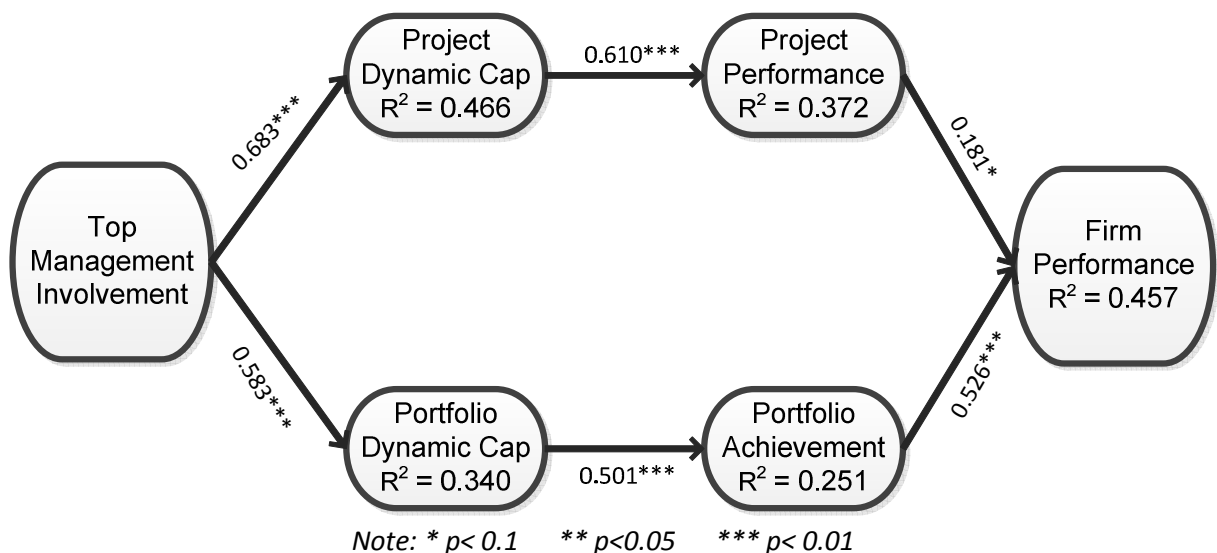 Top
Management
Involvement
0.683***
Project
Dynamic Cap
R² = 0.466
0.610***
Project
Performance
R² = 0.372
0.181*
0.583***
Portfolio
Dynamic Cap
R² = 0.340
0.501***
Portfolio
Achievement
R² = 0.251
0.526***
Firm
Performance
R² = 0.457
Note: * p< 0.1 ** p<0.05 *** p< 0.01